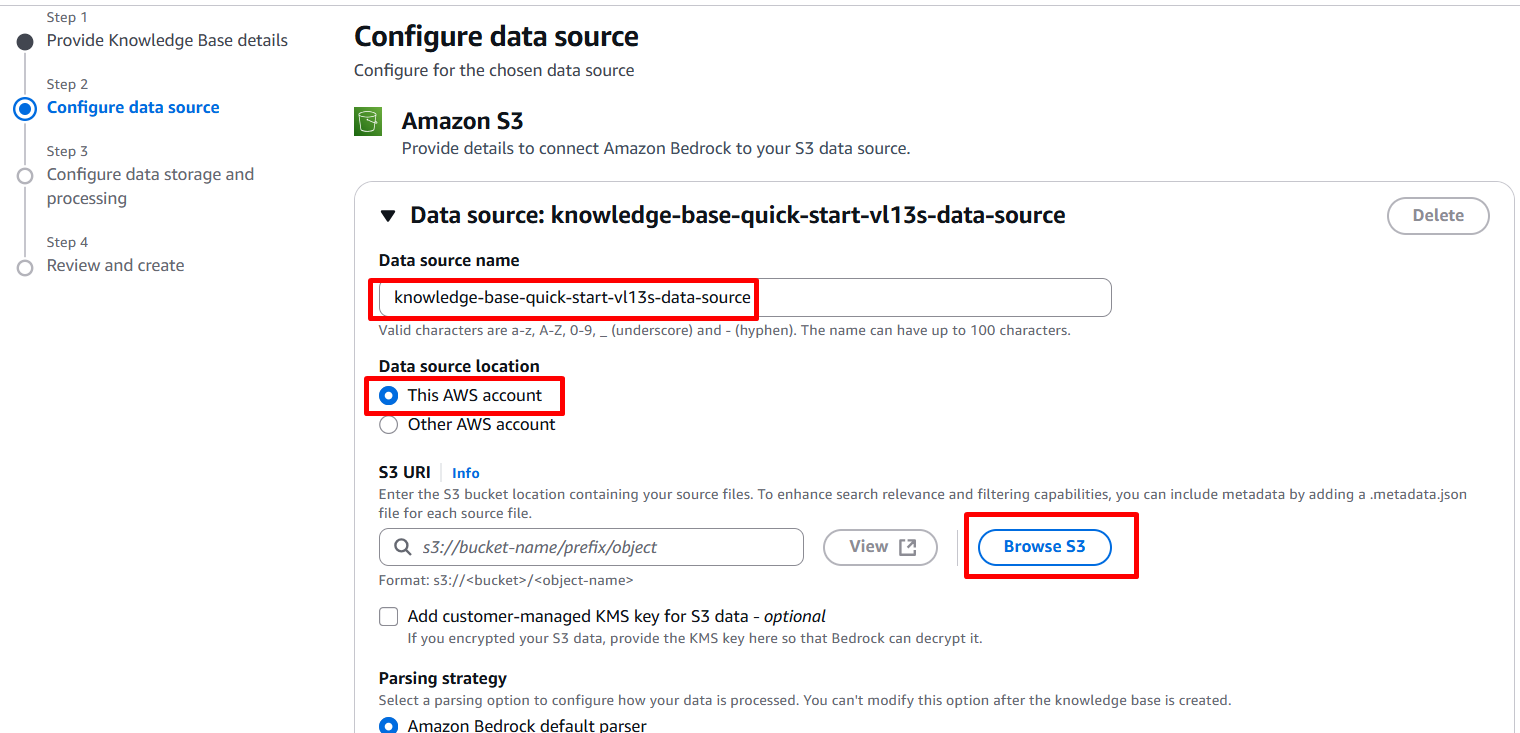 Step 1
Provide Knowledge Base details
Step 2
Configure data source
Step 3
Configure data storage and
processing
Step 4
Review and create
Configure data source
Configure for the chosen data source
Amazon S3
Provide details to connect Amazon Bedrock to your S3 data source.
Data source: knowledge-base-quick-start-vl13s-data-source
Delete
Data source name
knowledge-base-quick-start-vl13s-data-source
Valid characters are a-z, A-Z, 0-9, _ (underscore) and - (hyphen). The name can have up to 100 characters.
Data source location
This AWS account
Other AWS account
S3 URI
Info
Enter the S3 bucket location containing your source files. To enhance search relevance and filtering capabilities, you can include metadata by adding a .metadata.json
file for each source file.
s3://bucket-name/prefix/object
View
Browse S3
Format: s3://<bucket>/<object-name>
Add customer-managed KMS key for S3 data - optional
If you encrypted your S3 data, provide the KMS key here so that Bedrock can decrypt it.
Parsing strategy
Select a parsing option to configure how your data is processed. You can't modify this option after the knowledge base is created.
Amazon Bedrock default parser